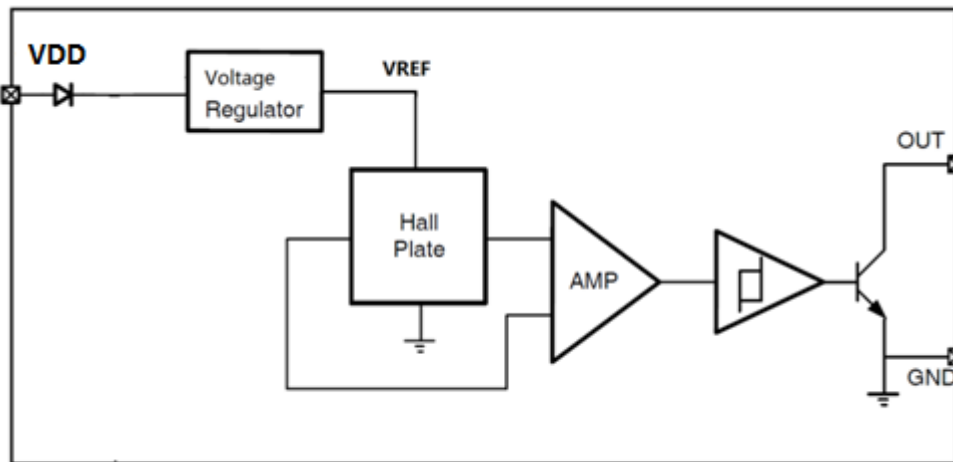 VDD
Voltage
Regulator
VREF
Hall
Plate
AMP
OUT
GND